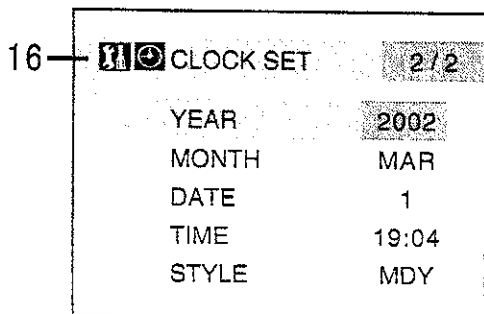 16 CLOCK SET 2/2
YEAR 2002
MONTH MAR
DATE 1
TIME 19:04
STYLE MDY